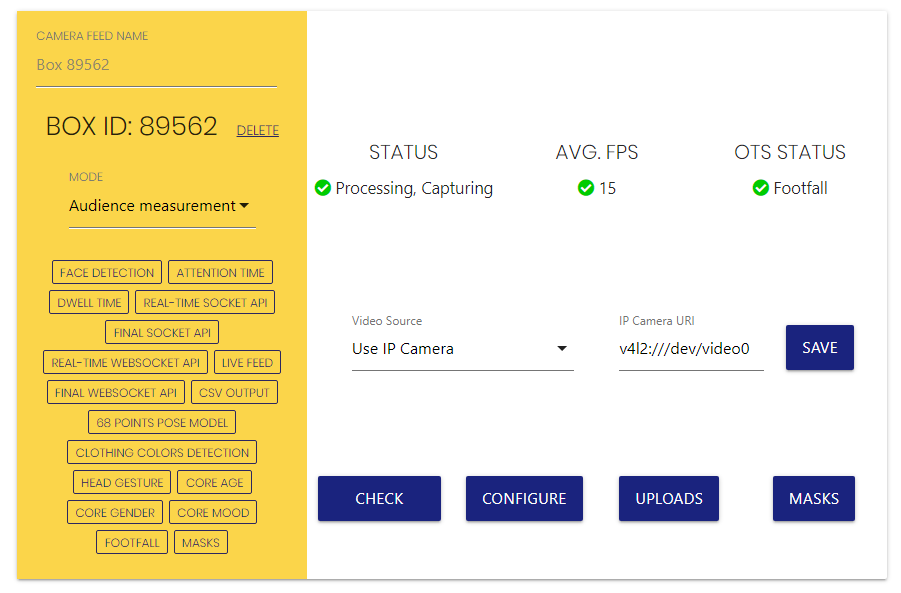 CAMERA FEED NAME
Box 89562
BOX ID: 89562 DELETE
MODE
Audience measurement
FACE DETECTION ATTENTION TIME
DWELL TIME REAL-TIME SOCKET API
FINAL SOCKET API
REAL-TIME WEBSOCKET API LIVE FEED
FINAL WEBSOCKET API CSV OUTPUT
68 POINTS POSE MODEL
CLOTHING COLORS DETECTION
HEAD GESTURE CORE AGE
CORE GENDER CORE MOOD
FOOTFALL MASKS
STATUS AVG. FPS OTS STATUS
Processing, Capturing 15 Footfall
Video Source IP Camera URI
Use IP Camera v4l2:///dev/video0 SAVE
CHECK CONFIGURE UPLOADS MASKS